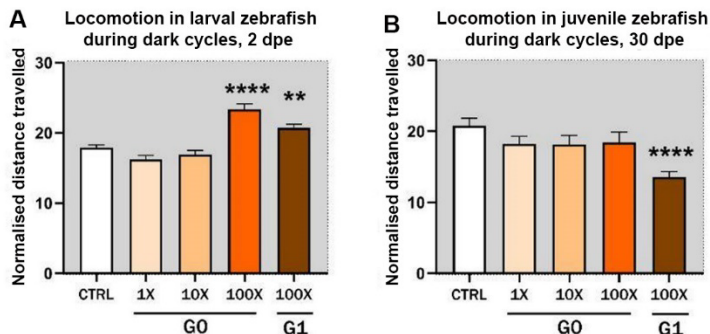 A
Locomotion in larval zebrafish
during dark cycles, 2 dpe
Normalised distance travelled
30
20
10
0
****
**
CTRL 1X 10X 100X 100X
G0 G1
B
Locomotion in juvenile zebrafish
during dark cycles, 30 dpe
Normalised distance travelled
30
20
10
0
****
CTRL 1X 10X 100X 100X
G0 G1